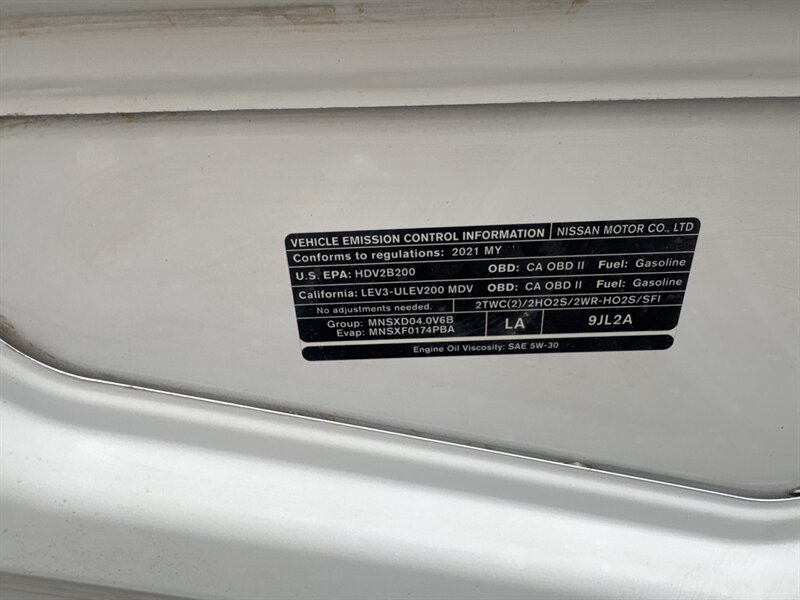 VEHICLE EMISSION CONTROL INFORMATION NISSAN MOTOR CO., LTD
Conforms to regulations: 2021 MY
U.S. EPA: HDV2B200 OBD: CA OBD II Fuel: Gasoline
California: LEV3-ULEV200 MDV OBD: CA OBD II Fuel: Gasoline
No adjustments needed. 2TWC(2)/2HO2S/2WR-HO2S/SFI
Group: MNSXD04.0V6B
Evap: MNSXF0174PBA LA 9JL2A
Engine Oil Viscosity: SAE 5W-30